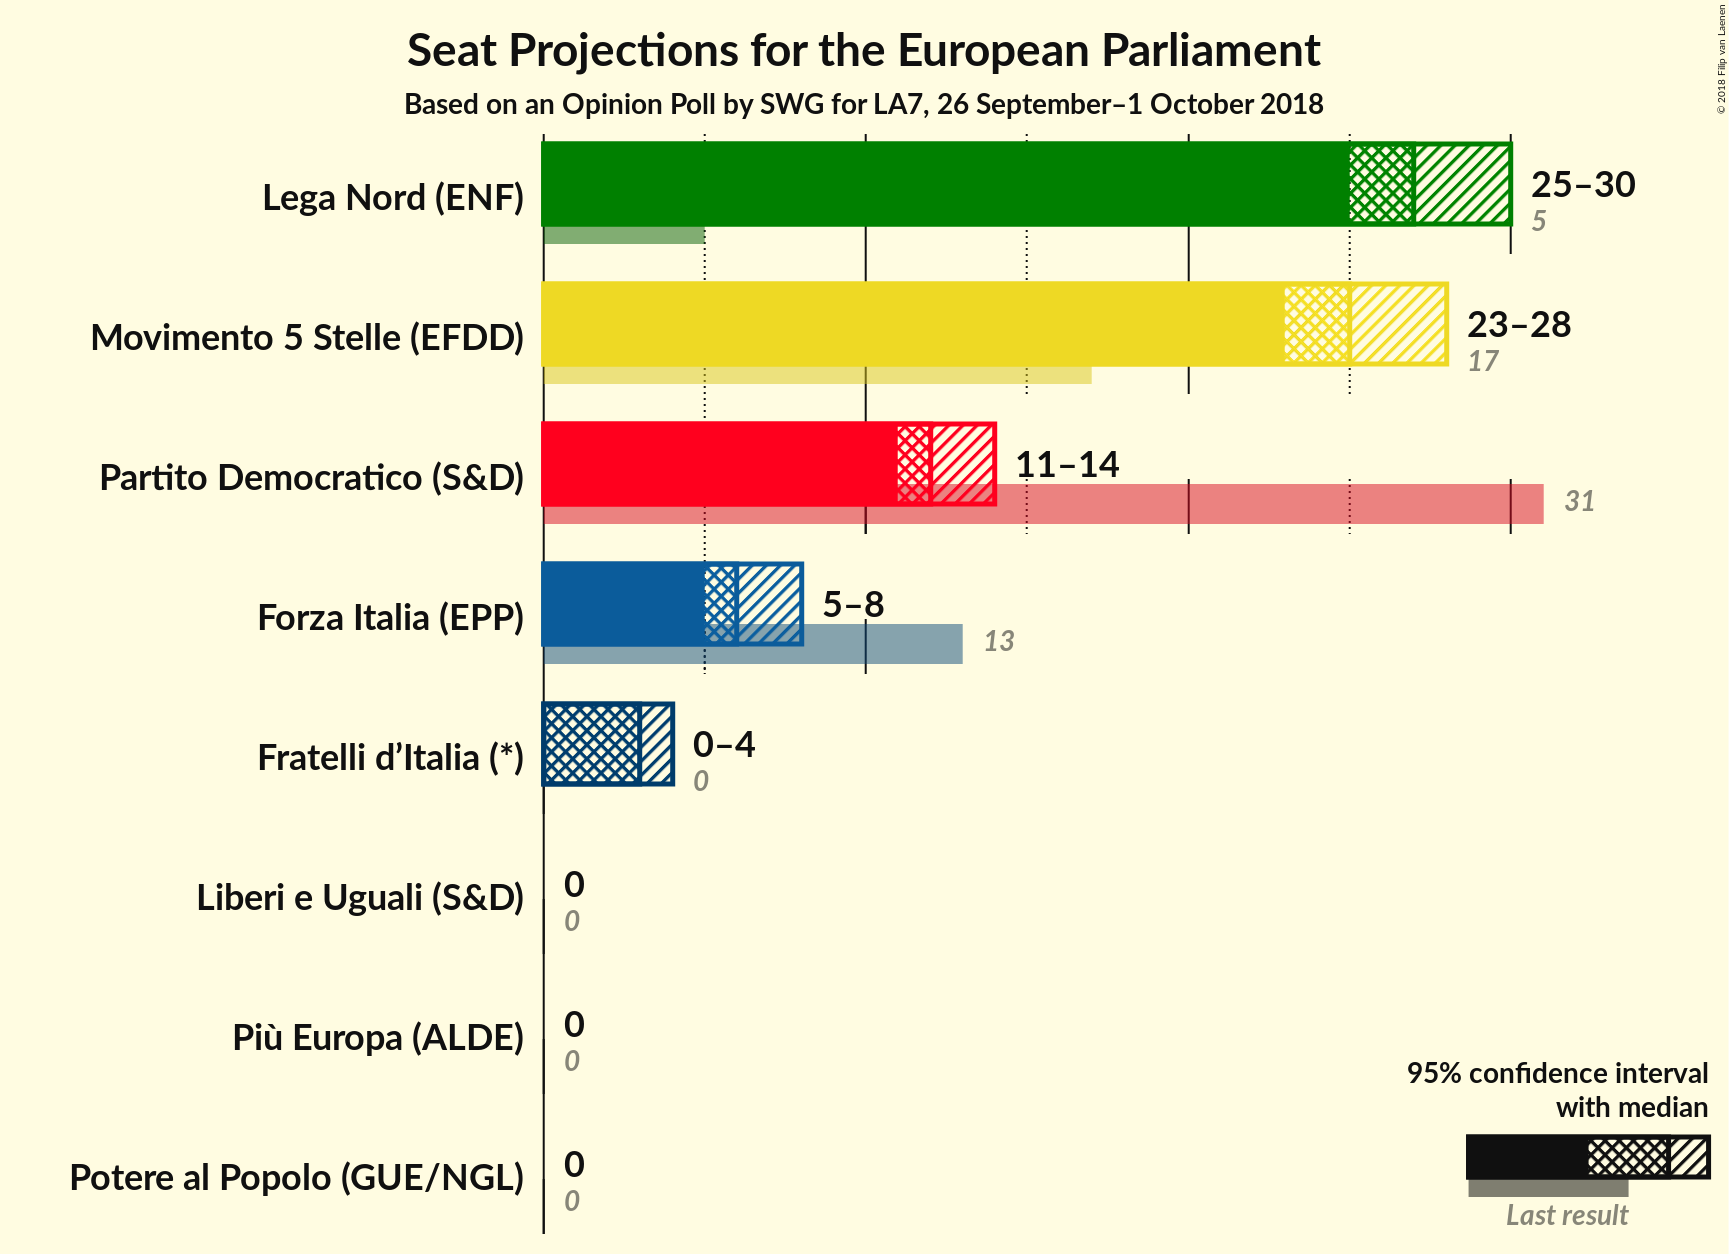 Seat Projections for the European Parliament
Based on an Opinion Poll by SWG for LA7, 26 September–1 October 2018
© 2018 Filip van Laenen
Lega Nord (ENF)
25–30
5
Movimento 5 Stelle (EFDD)
23–28
17
Partito Democratico (S&D)
11–14
31
Forza Italia (EPP)
5–8
13
Fratelli d’Italia (*)
0–4
0
Liberi e Uguali (S&D)
0
0
Più Europa (ALDE)
0
0
Potere al Popolo (GUE/NGL)
0
0
95% confidence interval
with median
Last result